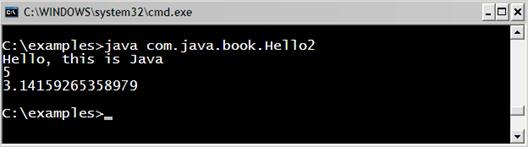 C:\WINDOWS\system32\cmd.exe
C:\examples>java com.java.book.Hello2
Hello, this is Java
5
3.14159265358979
C:\examples>_